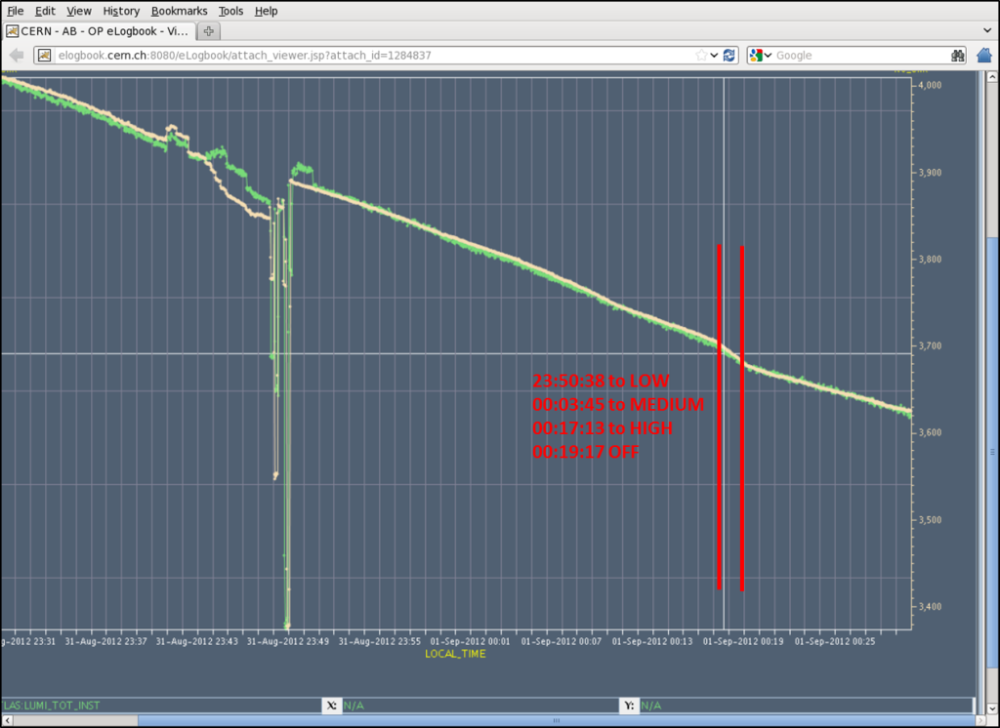 File Edit View History Bookmarks Tools Help
CERN - AB - OP eLogbook - Vi...
elogbook.cern.ch:8080/eLogbook/attach_viewer.jsp?attach_id=1284837
Google
4,000
3,900
3,800
3,700
23:50:38 to LOW
00:03:45 to MEDIUM
00:17:13 to HIGH
00:19:17 OFF
3,600
3,500
3,400
g-2012 23:31 31-Aug-2012 23:37 31-Aug-2012 23:43 31-Aug-2012 23:49 31-Aug-2012 23:55 01-Sep-2012 00:01 01-Sep-2012 00:07 01-Sep-2012 00:13 01-Sep-2012 00:19 01-Sep-2012 00:25
LOCAL_TIME
LAS:LUMI_TOT_INST X: N/A Y: N/A